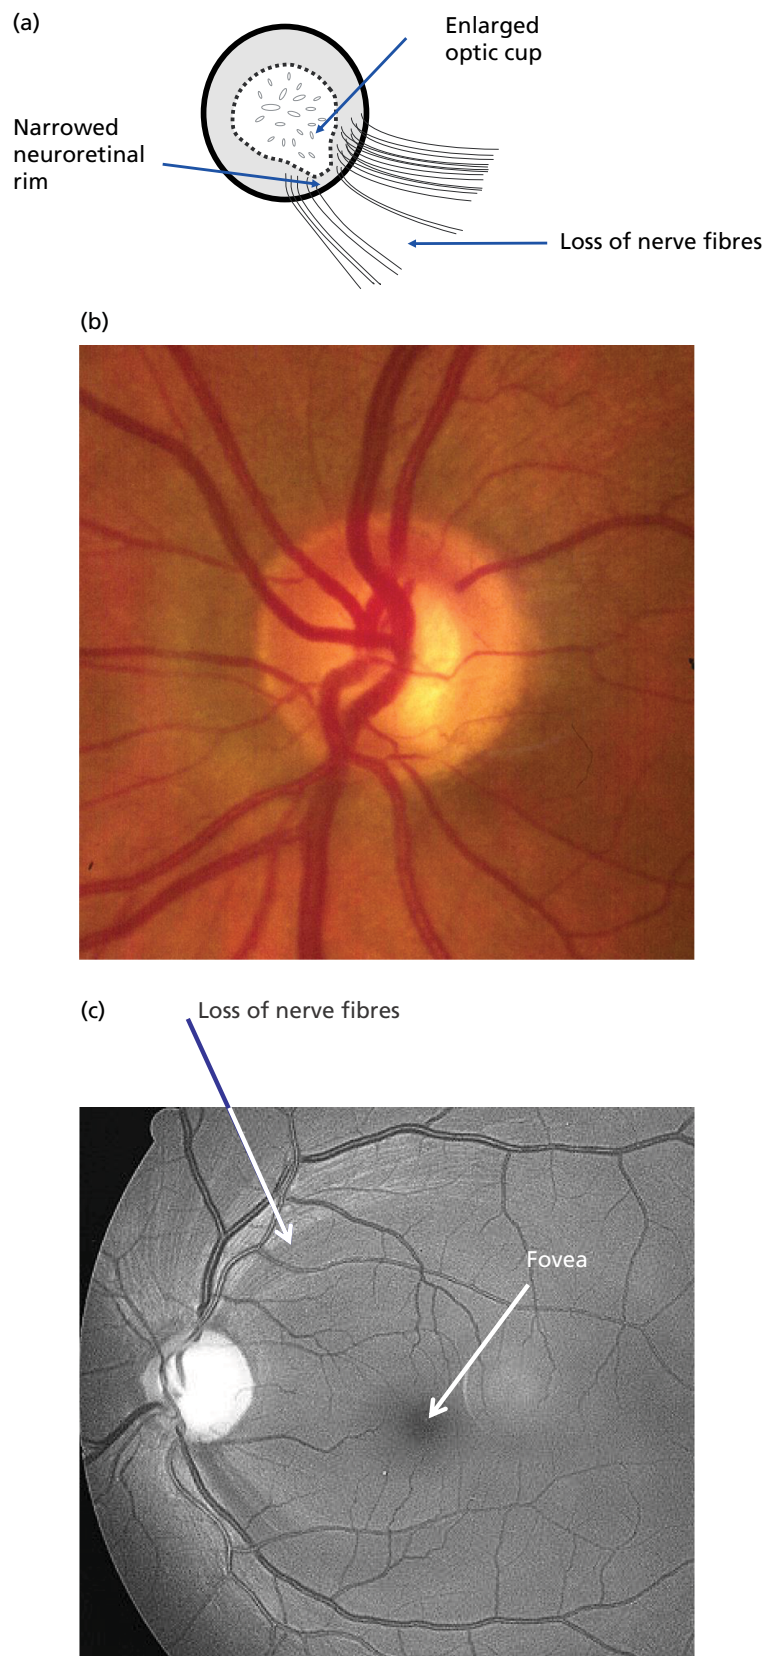 (a)
Enlarged
optic cup
Narrowed
neuroretinal
rim
Loss of nerve fibres
(b)
(c)
Loss of nerve fibres
Fovea